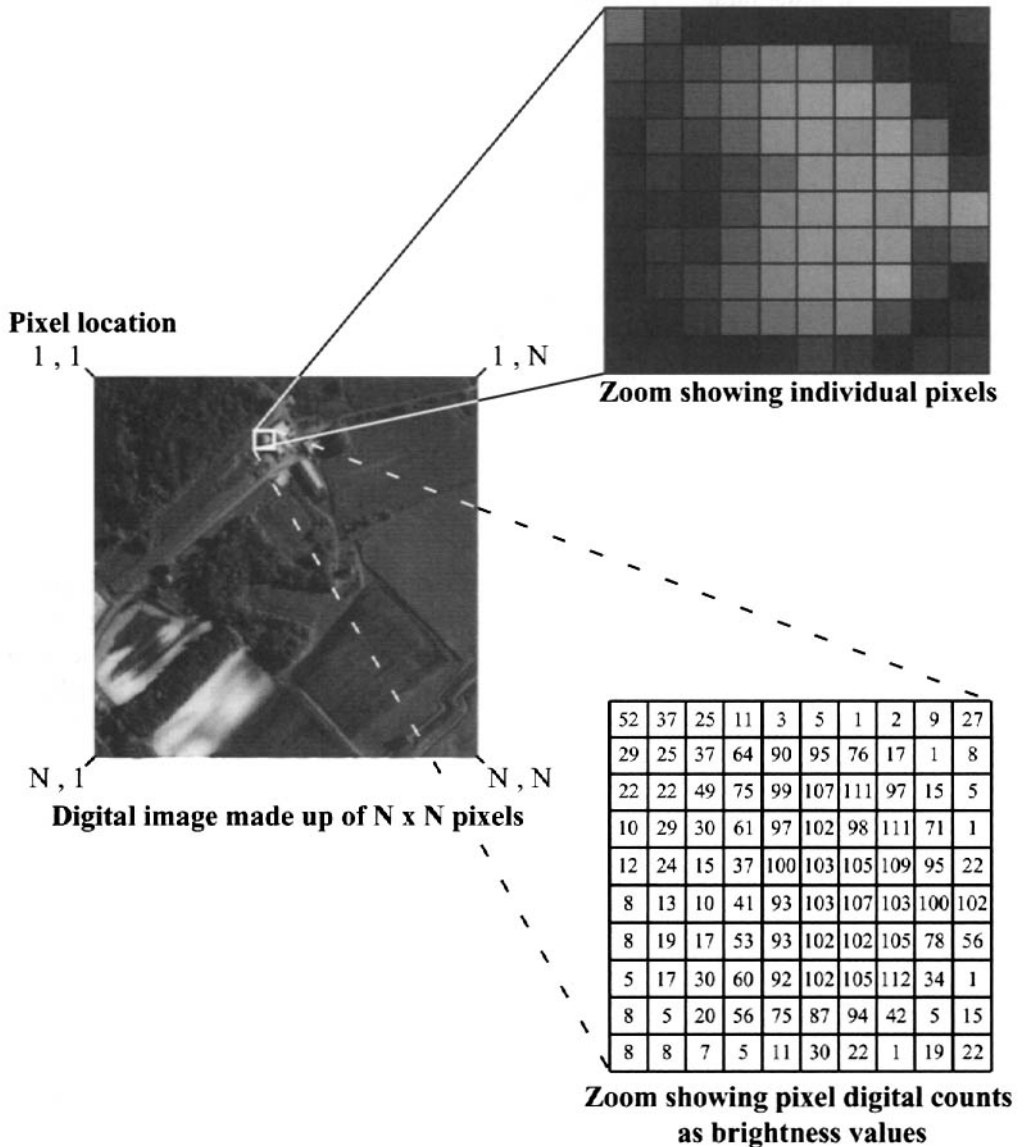 Zoom showing individual pixels
Pixel location
1 , 1
1 , N
N , 1
N , N
Digital image made up of N x N pixels
52 37 25 11 3 5 1 2 9 27
29 25 37 64 90 95 76 17 1 8
22 22 49 75 99 107 111 97 15 5
10 29 30 61 97 102 98 111 71 1
12 24 15 37 100 103 105 109 95 22
8 13 10 41 93 103 107 103 100 102
8 19 17 53 93 102 102 105 78 56
5 17 30 60 92 102 105 112 34 1
8 5 20 56 75 87 94 42 5 15
8 8 7 5 11 30 22 1 19 22
Zoom showing pixel digital counts
as brightness values